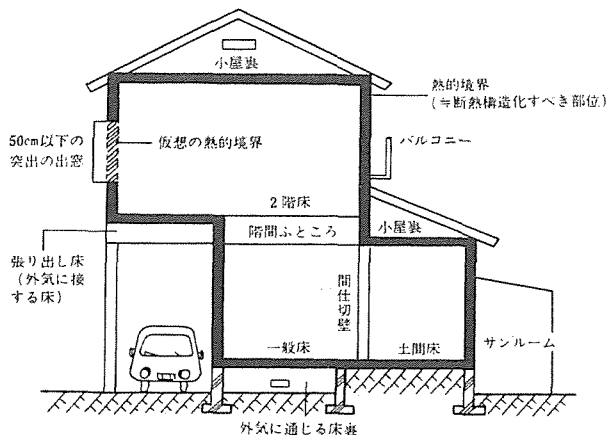 小屋裏
熱的境界
(≒断熱構造化すべき部位)
50cm以下の
突出の出窓
仮想の熱的境界
バルコニー
2階床
階間ふところ
小屋裏
張り出し床
(外気に接
する床)
間仕切壁
一般床
土間床
サンルーム
外気に通じる床裏